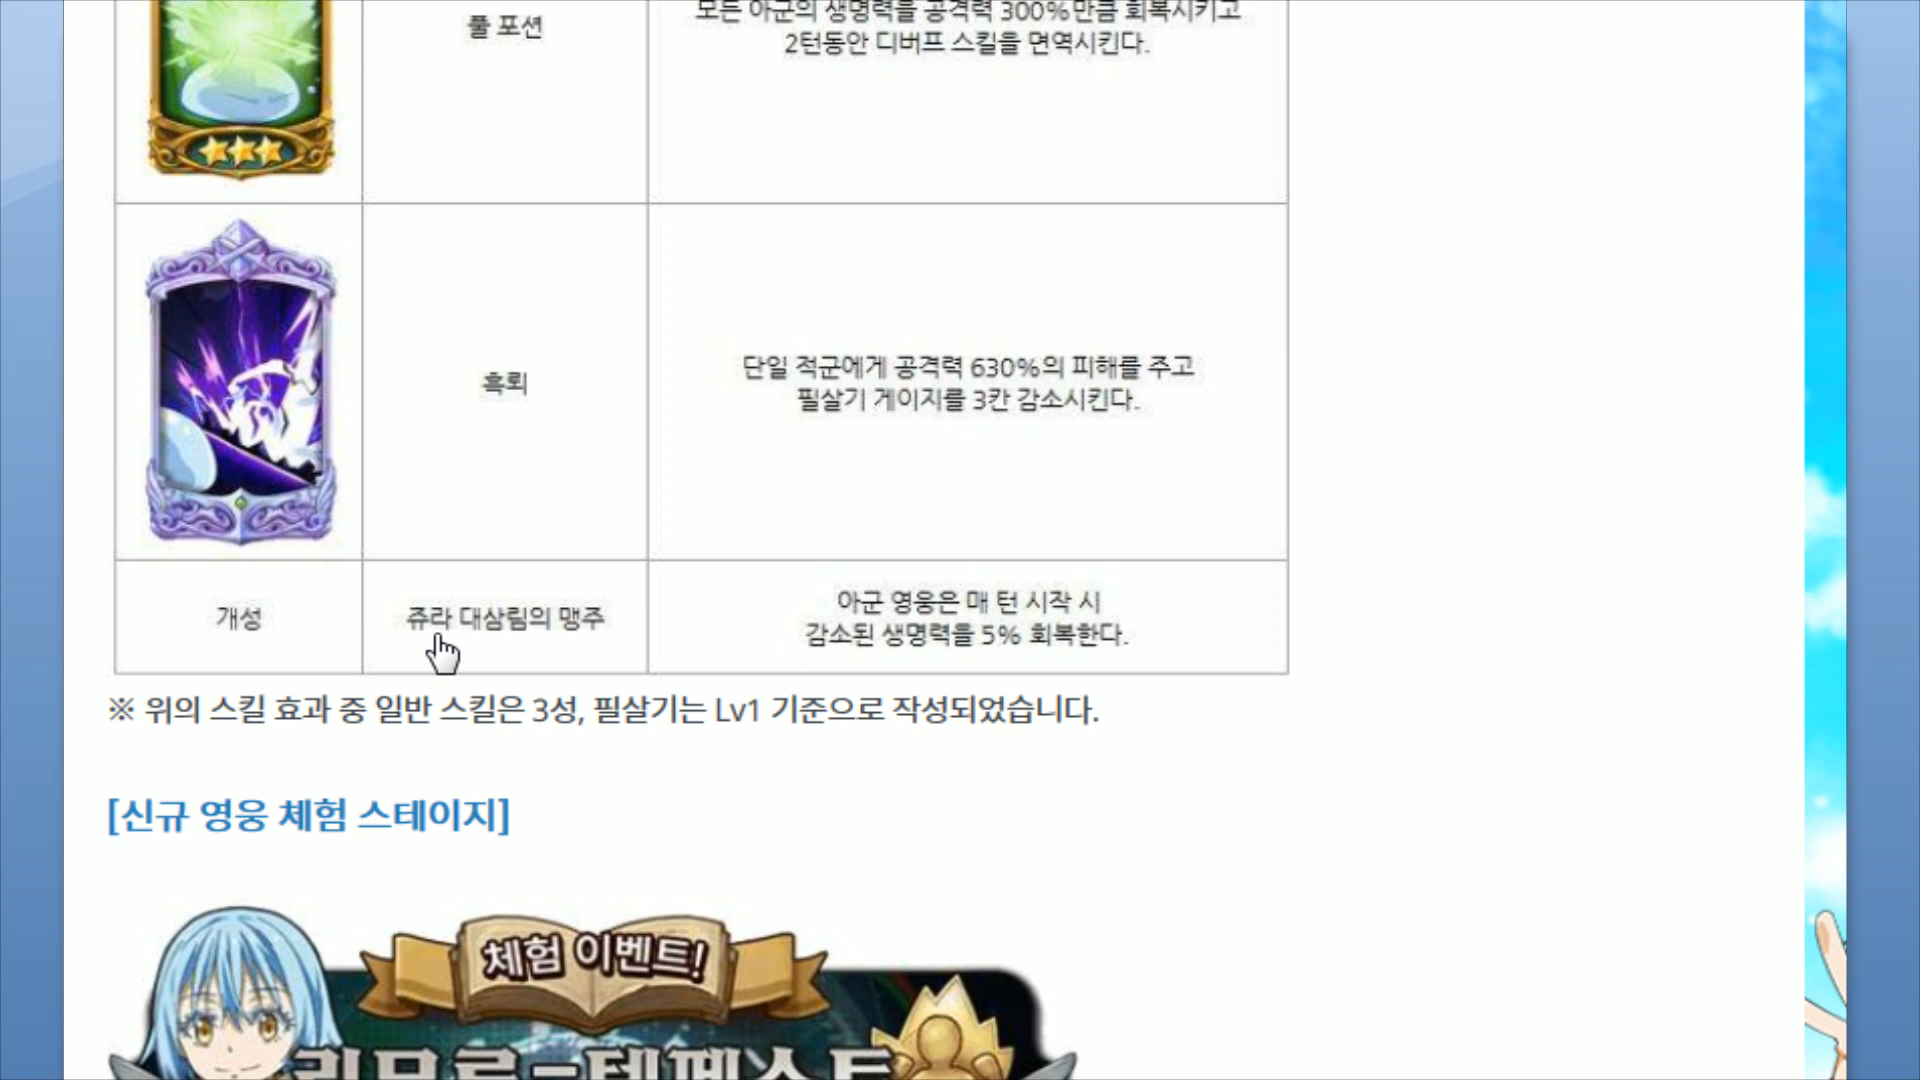 모든 아군의 생명력을 공격력 300%만큼 회복시키고
풀 포션
2턴동안 디버프 스킬을 면역시킨다.
단일 적군에게 공격력 630%의 피해를 주고
흑뢰
필살기 게이지를 3칸 감소시킨다.
개성
쥬라 대삼림의 맹주
아군 영웅은 매 턴 시작 시
감소된 생명력을 5% 회복한다.
※ 위의 스킬 효과 중 일반 스킬은 3성, 필살기는 Lv1 기준으로 작성되었습니다.
[신규 영웅 체험 스테이지]
체험 이벤트!
리무루=템페스트